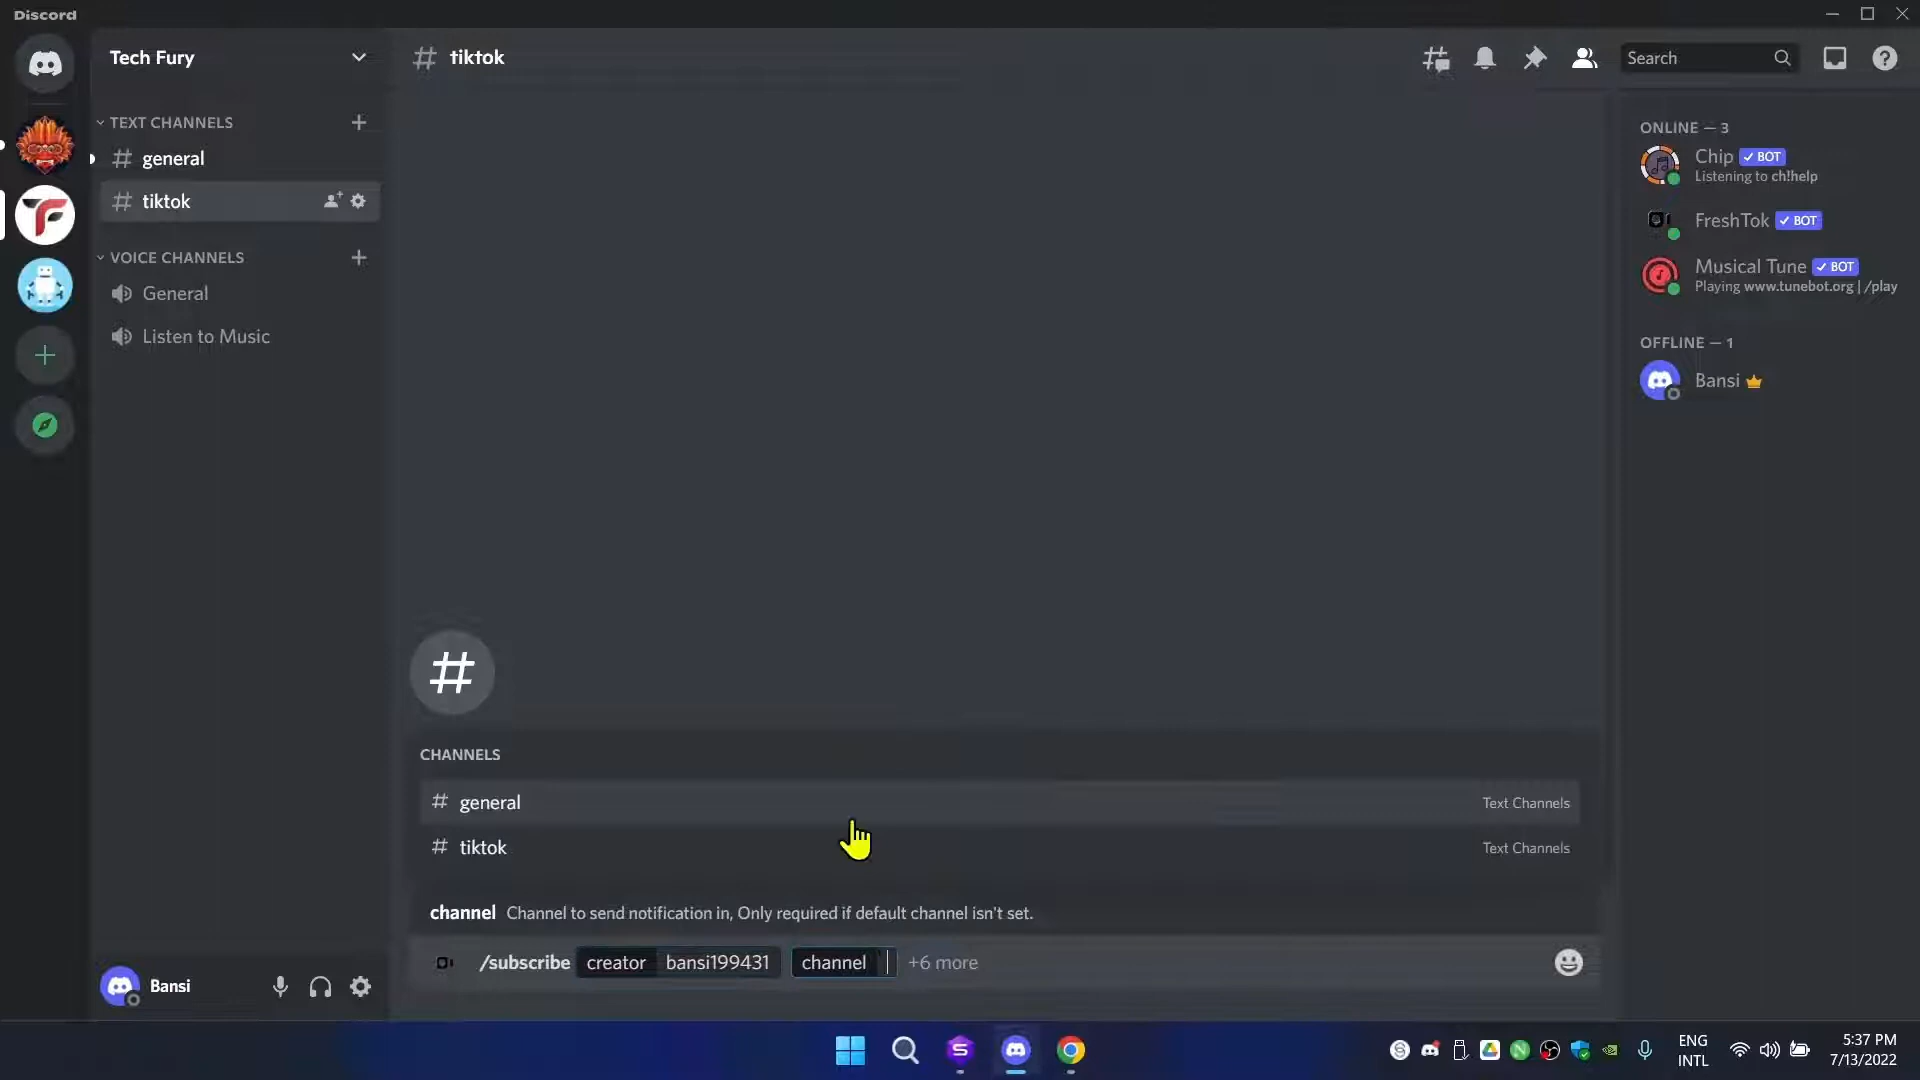 Discord
Tech Fury
tiktok
Search
TEXT CHANNELS
general
tiktok
VOICE CHANNELS
General
Listen to Music
ONLINE — 3
Chip ✓ BOT
Listening to ch!help
FreshTok ✓ BOT
Musical Tune ✓ BOT
Playing www.tunebot.org | /play
OFFLINE — 1
Bansi
CHANNELS
# general Text Channels
# tiktok Text Channels
channel Channel to send notification in, Only required if default channel isn't set.
/subscribe creator bansi199431 channel +6 more
Bansi
ENG
INTL
5:37 PM
7/13/2022